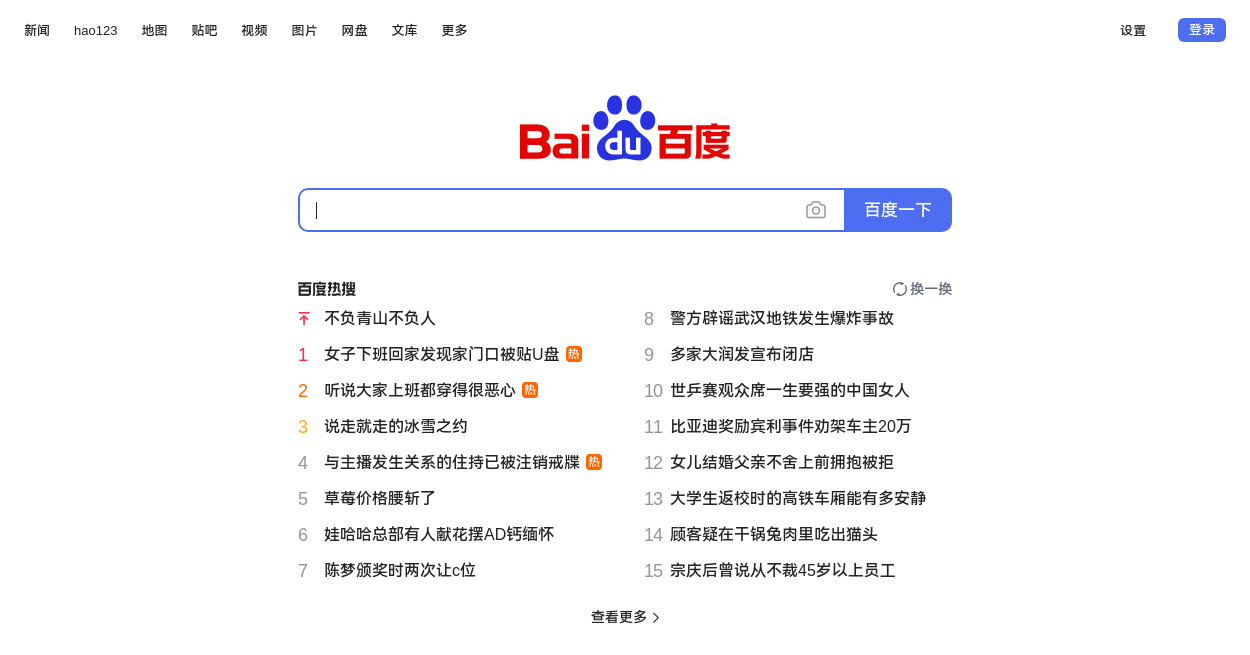 新闻 hao123 地图 贴吧 视频 图片 网盘 文库 更多 设置 登录
Bai du 百度
百度一下
百度热搜 换一换
不负青山不负人
1 女子下班回家发现家门口被贴U盘 热
2 听说大家上班都穿得很恶心 热
3 说走就走的冰雪之约
4 与主播发生关系的住持已被注销戒牒 热
5 草莓价格腰斩了
6 娃哈哈总部有人献花摆AD钙缅怀
7 陈梦颁奖时两次让c位
8 警方辟谣武汉地铁发生爆炸事故
9 多家大润发宣布闭店
10 世乒赛观众席一生要强的中国女人
11 比亚迪奖励宾利事件劝架车主20万
12 女儿结婚父亲不舍上前拥抱被拒
13 大学生返校时的高铁车厢能有多安静
14 顾客疑在干锅兔肉里吃出猫头
15 宗庆后曾说从不裁45岁以上员工
查看更多